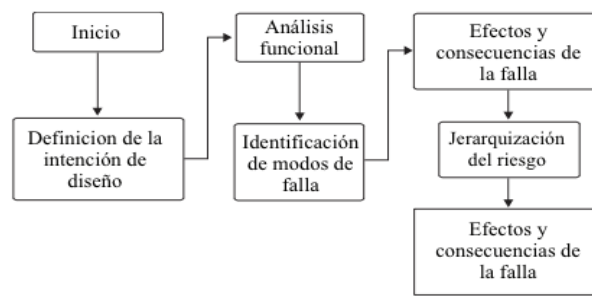 Inicio
Definicion de la
intención de
diseño
Análisis
funcional
Identificación
de modos de
falla
Efectos y
consecuencias de
la falla
Jerarquización
del riesgo
Efectos y
consecuencias de
la falla